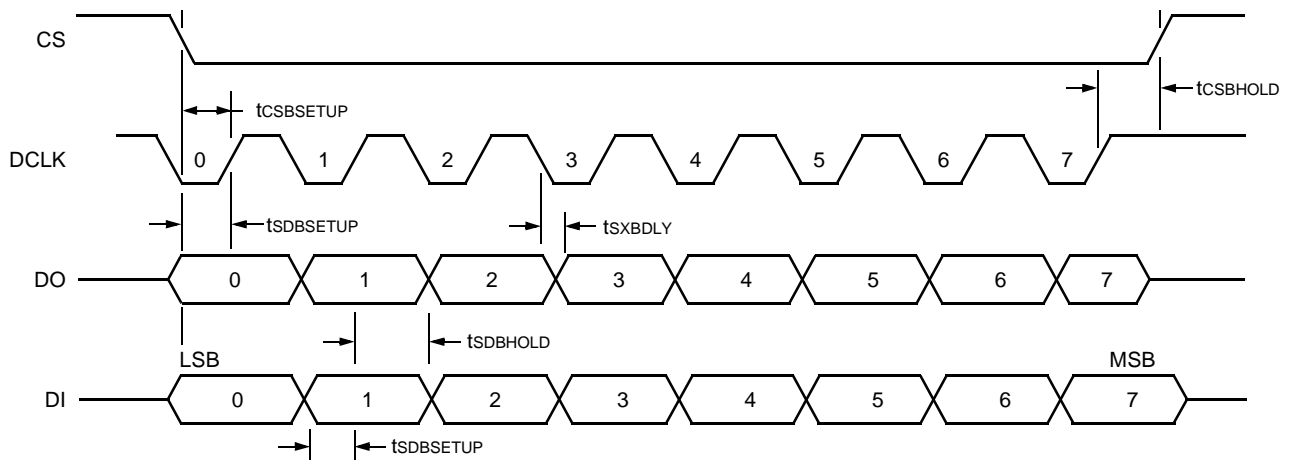 CS
tCSBSETUP
tCSBHOLD
DCLK 0 1 2 3 4 5 6 7
tSDBSETUP
tSXBDLY
DO 0 1 2 3 4 5 6 7
tSDBHOLD
LSB
MSB
DI 0 1 2 3 4 5 6 7
tSDBSETUP